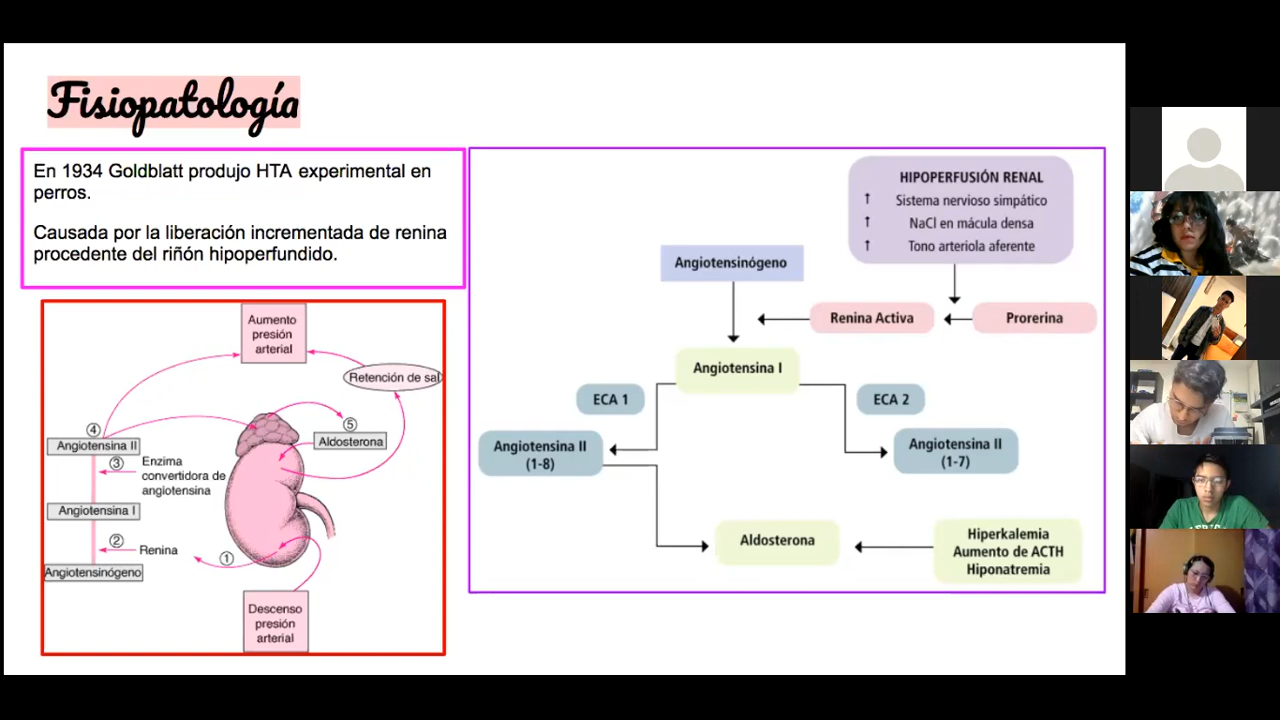 Fisiopatología
En 1934 Goldblatt produjo HTA experimental en
perros.
Causada por la liberación incrementada de renina
procedente del riñón hipoperfundido.
Aumento
presión
arterial
Retención de sal
④
Angiotensina II
⑤
Aldosterona
③
Enzima
convertidora de
angiotensina
Angiotensina I
②
Renina
①
Angiotensinógeno
Descenso
presión
arterial
HIPOPERFUSIÓN RENAL
↑ Sistema nervioso simpático
↑ NaCl en mácula densa
↑ Tono arteriola aferente
Angiotensinógeno
Renina Activa
Prorerina
Angiotensina I
ECA 1
ECA 2
Angiotensina II
(1-8)
Angiotensina II
(1-7)
Aldosterona
Hiperkalemia
Aumento de ACTH
Hiponatremia